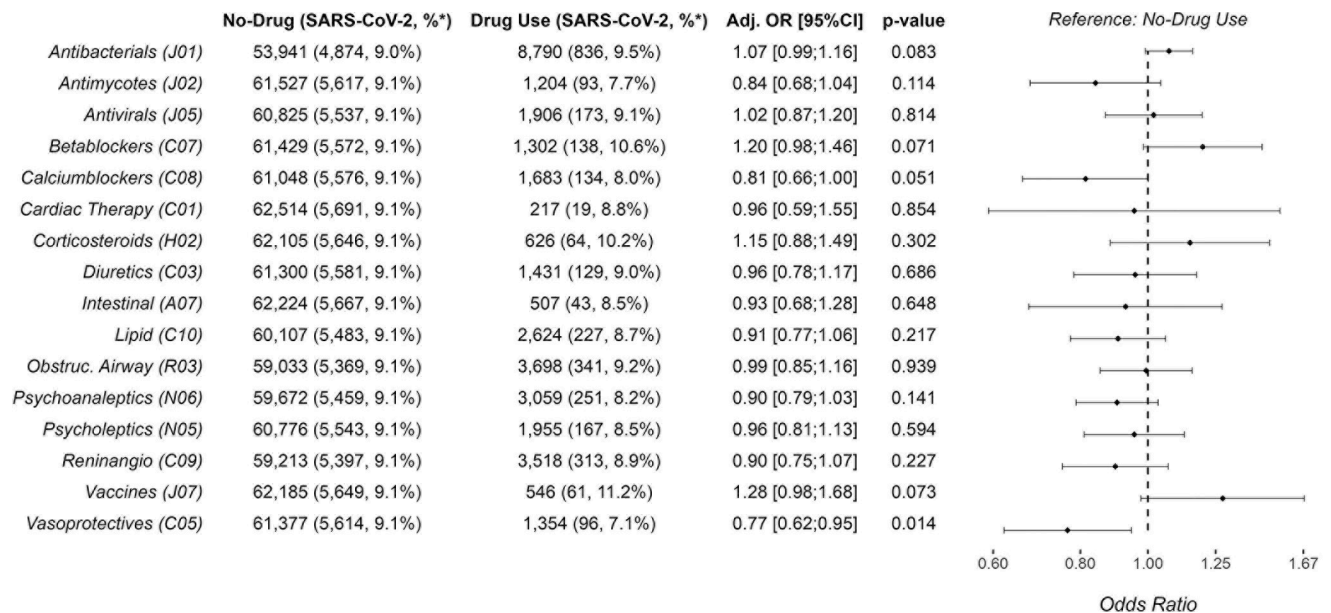 No-Drug (SARS-CoV-2, %*) Drug Use (SARS-CoV-2, %*) Adj. OR [95%CI] p-value Reference: No-Drug Use
Antibacterials (J01) 53,941 (4,874, 9.0%) 8,790 (836, 9.5%) 1.07 [0.99;1.16] 0.083
Antimycotes (J02) 61,527 (5,617, 9.1%) 1,204 (93, 7.7%) 0.84 [0.68;1.04] 0.114
Antivirals (J05) 60,825 (5,537, 9.1%) 1,906 (173, 9.1%) 1.02 [0.87;1.20] 0.814
Betablockers (C07) 61,429 (5,572, 9.1%) 1,302 (138, 10.6%) 1.20 [0.98;1.46] 0.071
Calciumblockers (C08) 61,048 (5,576, 9.1%) 1,683 (134, 8.0%) 0.81 [0.66;1.00] 0.051
Cardiac Therapy (C01) 62,514 (5,691, 9.1%) 217 (19, 8.8%) 0.96 [0.59;1.55] 0.854
Corticosteroids (H02) 62,105 (5,646, 9.1%) 626 (64, 10.2%) 1.15 [0.88;1.49] 0.302
Diuretics (C03) 61,300 (5,581, 9.1%) 1,431 (129, 9.0%) 0.96 [0.78;1.17] 0.686
Intestinal (A07) 62,224 (5,667, 9.1%) 507 (43, 8.5%) 0.93 [0.68;1.28] 0.648
Lipid (C10) 60,107 (5,483, 9.1%) 2,624 (227, 8.7%) 0.91 [0.77;1.06] 0.217
Obstruc. Airway (R03) 59,033 (5,369, 9.1%) 3,698 (341, 9.2%) 0.99 [0.85;1.16] 0.939
Psychoanaleptics (N06) 59,672 (5,459, 9.1%) 3,059 (251, 8.2%) 0.90 [0.79;1.03] 0.141
Psycholeptics (N05) 60,776 (5,543, 9.1%) 1,955 (167, 8.5%) 0.96 [0.81;1.13] 0.594
Reninangio (C09) 59,213 (5,397, 9.1%) 3,518 (313, 8.9%) 0.90 [0.75;1.07] 0.227
Vaccines (J07) 62,185 (5,649, 9.1%) 546 (61, 11.2%) 1.28 [0.98;1.68] 0.073
Vasoprotectives (C05) 61,377 (5,614, 9.1%) 1,354 (96, 7.1%) 0.77 [0.62;0.95] 0.014
0.60 0.80 1.00 1.25 1.67
Odds Ratio